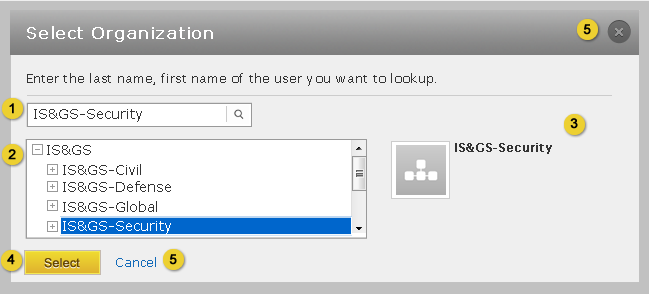 Select Organization 5
Enter the last name, first name of the user you want to lookup.
1 IS&GS-Security
3
2 IS&GS IS&GS-Security
IS&GS-Civil
IS&GS-Defense
IS&GS-Global
IS&GS-Security
4 Select Cancel 5